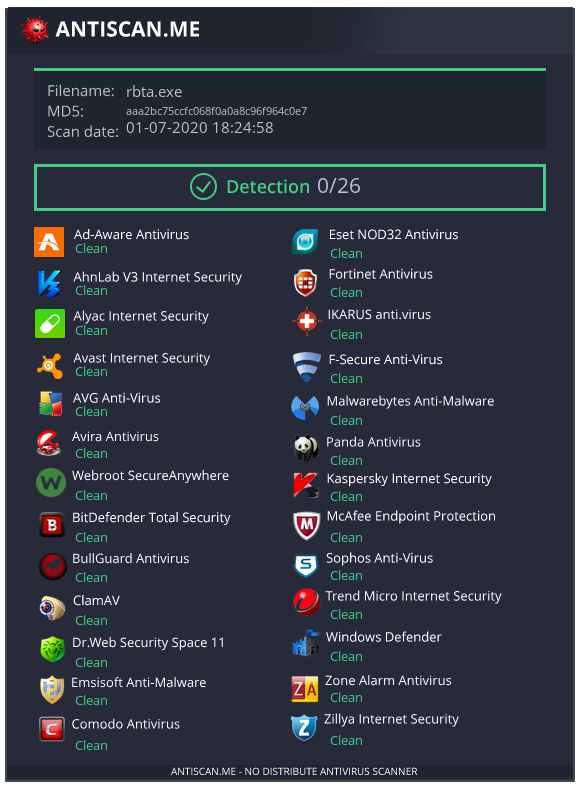 ANTISCAN.ME
Filename: rbta.exe
MD5: aaa2bc75ccfc068f0a0a8c96f964c0e7
Scan date: 01-07-2020 18:24:58
Detection 0/26
Ad-Aware Antivirus
Clean
AhnLab V3 Internet Security
Clean
Alyac Internet Security
Clean
Avast Internet Security
Clean
AVG Anti-Virus
Clean
Avira Antivirus
Clean
Webroot SecureAnywhere
Clean
BitDefender Total Security
Clean
BullGuard Antivirus
Clean
ClamAV
Clean
Dr.Web Security Space 11
Clean
Emsisoft Anti-Malware
Clean
Comodo Antivirus
Clean
Eset NOD32 Antivirus
Clean
Fortinet Antivirus
Clean
IKARUS anti.virus
Clean
F-Secure Anti-Virus
Clean
Malwarebytes Anti-Malware
Clean
Panda Antivirus
Clean
Kaspersky Internet Security
Clean
McAfee Endpoint Protection
Clean
Sophos Anti-Virus
Clean
Trend Micro Internet Security
Clean
Windows Defender
Clean
Zone Alarm Antivirus
Clean
Zillya Internet Security
Clean
ANTISCAN.ME - NO DISTRIBUTE ANTIVIRUS SCANNER